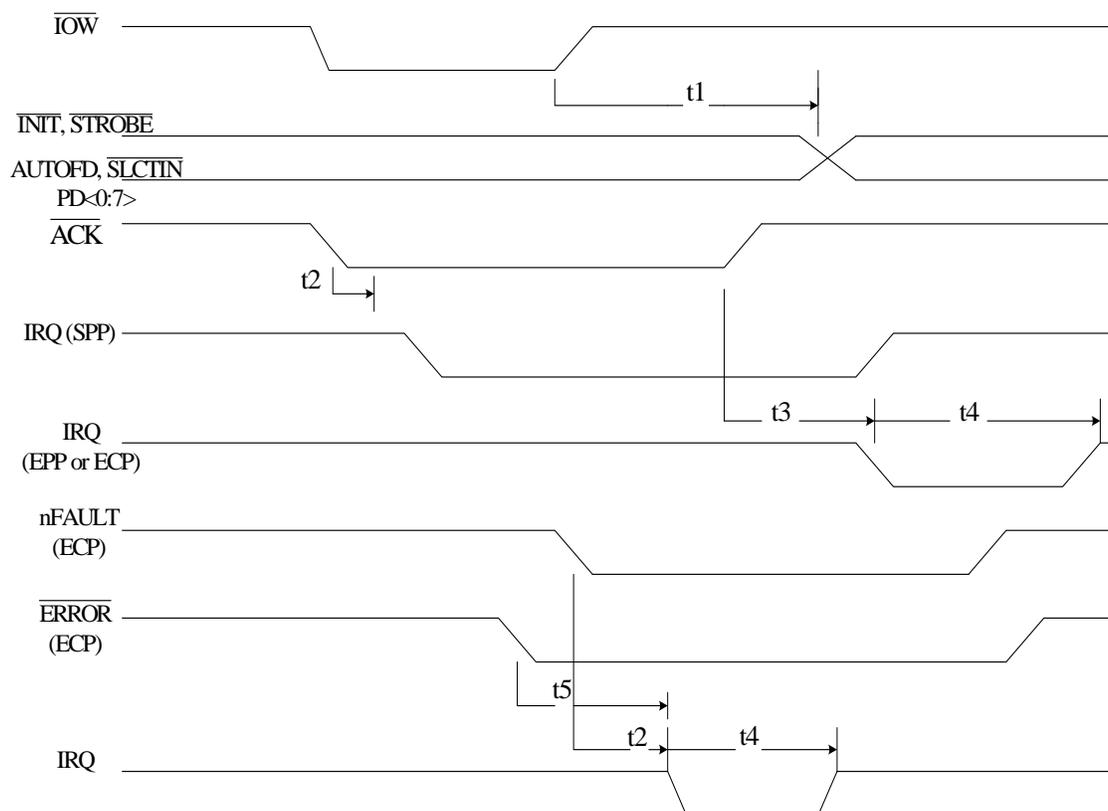 IOW
t1
INIT, STROBE
AUTOFD, SLCTIN
PD<0:7>
ACK
t2
IRQ (SPP)
t3
t4
IRQ
(EPP or ECP)
nFAULT
(ECP)
ERROR
(ECP)
t5
t2
t4
IRQ